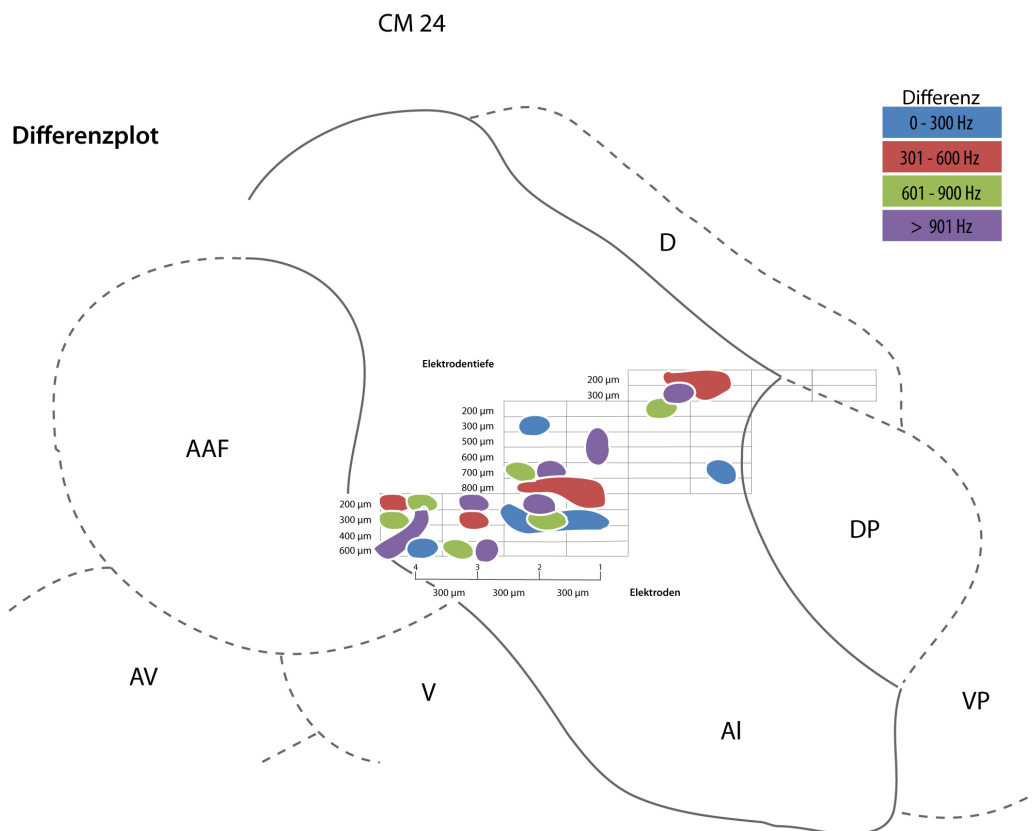 CM 24
Differenzplot
Differenz
0 - 300 Hz
301 - 600 Hz
601 - 900 Hz
> 901 Hz
D
Elektrodentiefe
200 µm
300 µm
200 µm
300 µm
500 µm
600 µm
700 µm
800 µm
AAF
200 µm
300 µm
400 µm
600 µm
DP
4 3 2 1
300 µm 300 µm 300 µm
Elektroden
AV
V
AI
VP